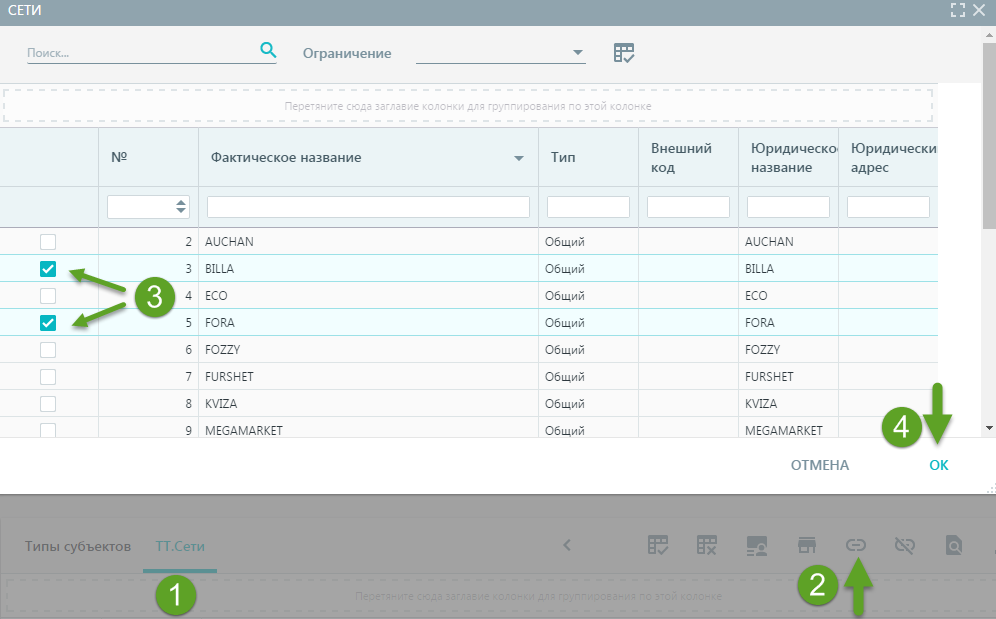 СЕТИ
Поиск...
Ограничение
Перетяните сюда заглавие колонки для группирования по этой колонке
№ Фактическое название Тип Внешний код Юридическо название Юридически адрес
2 AUCHAN Общий AUCHAN
3 BILLA Общий BILLA
4 ECO Общий ECO
5 FORA Общий FORA
6 FOZZY Общий FOZZY
7 FURSHET Общий FURSHET
8 KVIZA Общий KVIZA
9 MEGAMARKET Общий MEGAMARKET
3
4
ОТМЕНА ОК
Типы субъектов ТТ.Сети
Перетяните сюда заглавие колонки для группирования по этой колонке
1
2